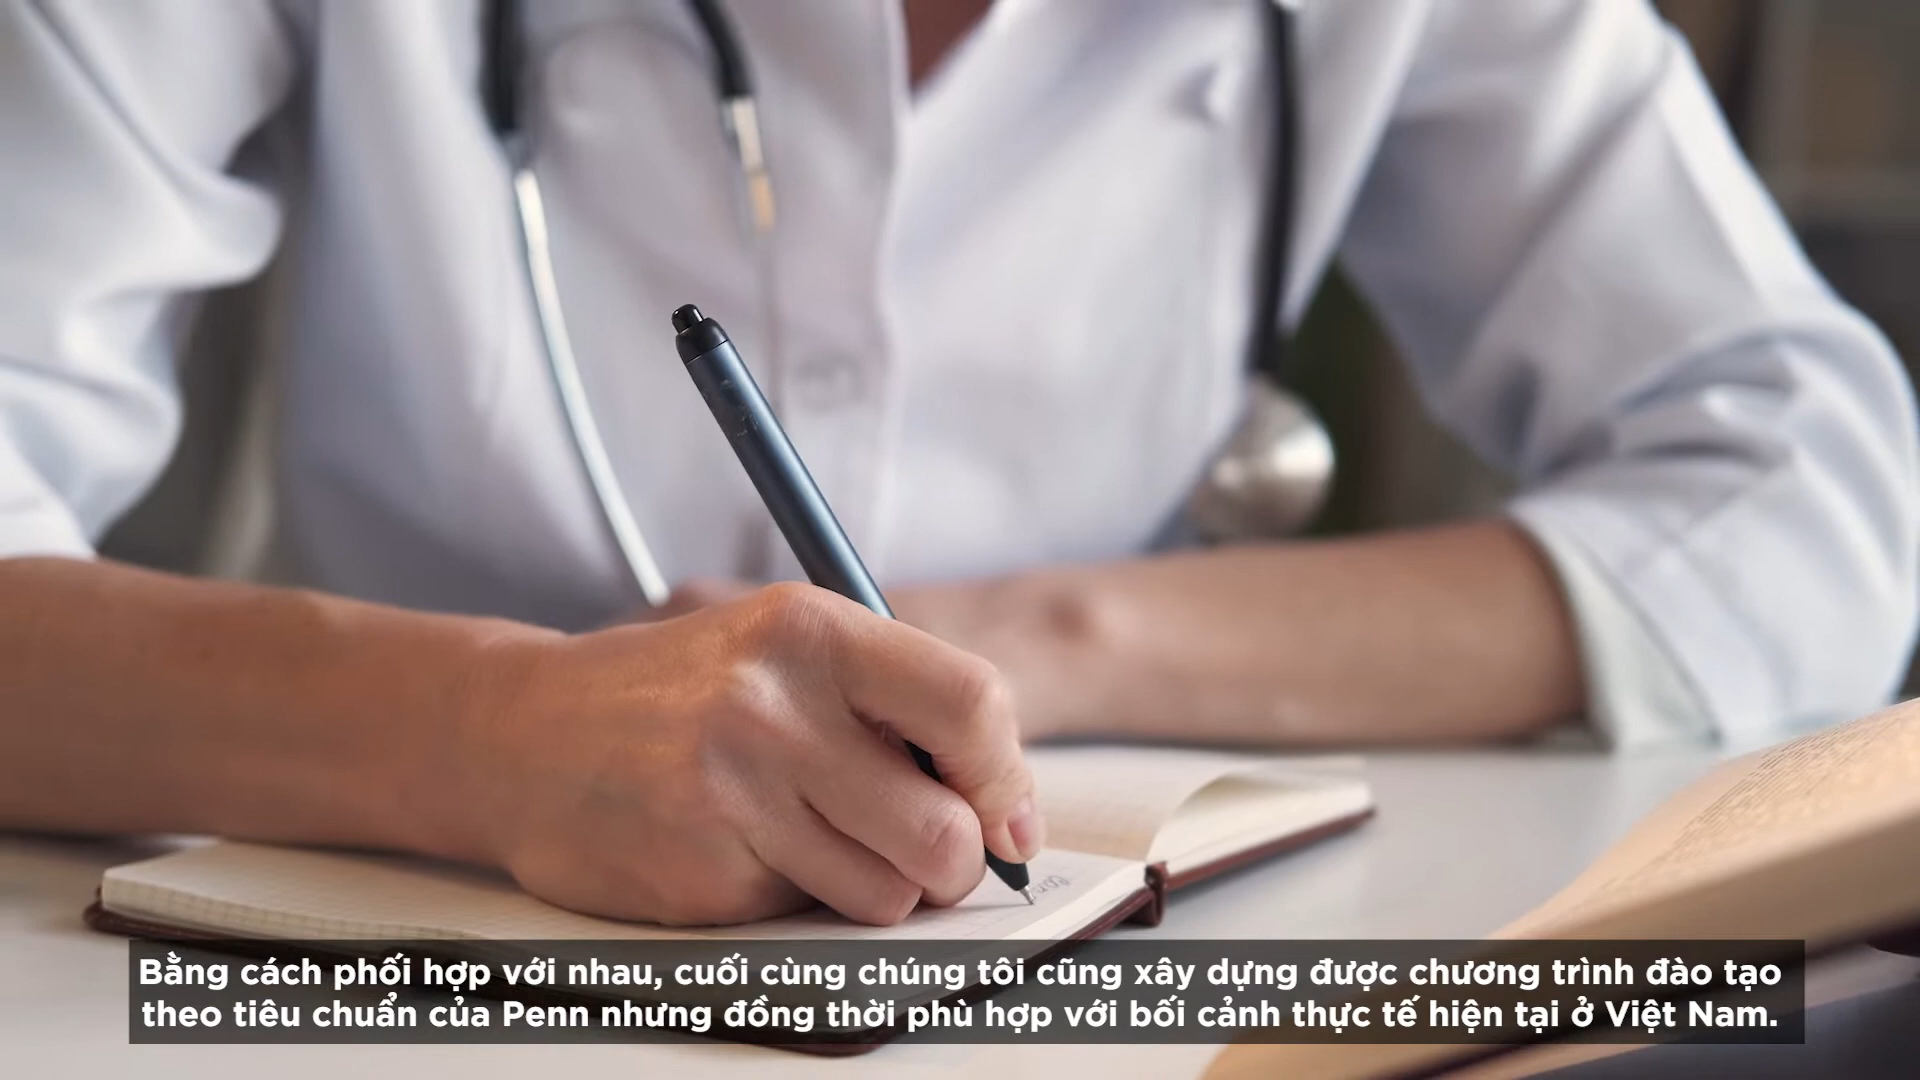 Bằng cách phối hợp với nhau, cuối cùng chúng tôi cũng xây dựng được chương trình đào tạo
theo tiêu chuẩn của Penn nhưng đồng thời phù hợp với bối cảnh thực tế hiện tại ở Việt Nam.